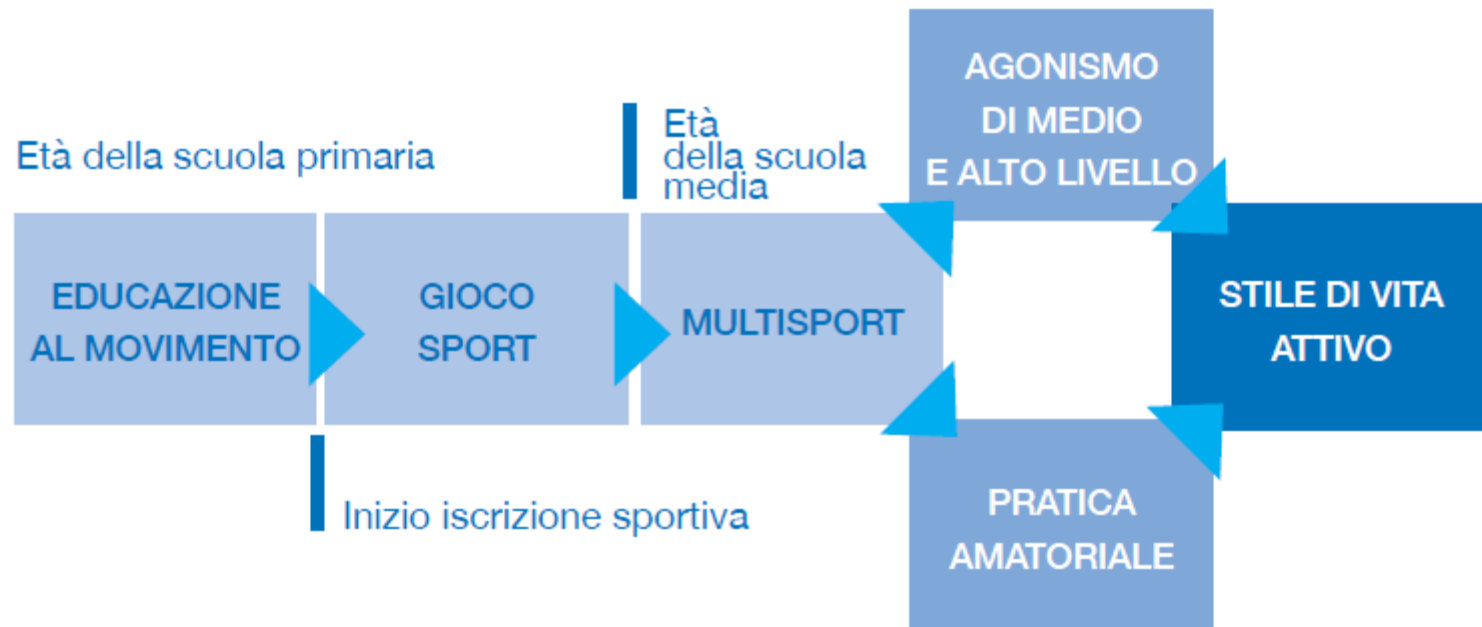 Età della scuola primaria
Età
della scuola
media
EDUCAZIONE
AL MOVIMENTO
GIOCO
SPORT
MULTISPORT
AGONISMO
DI MEDIO
E ALTO LIVELLO
STILE DI VITA
ATTIVO
Inizio iscrizione sportiva
PRATICA
AMATORIALE